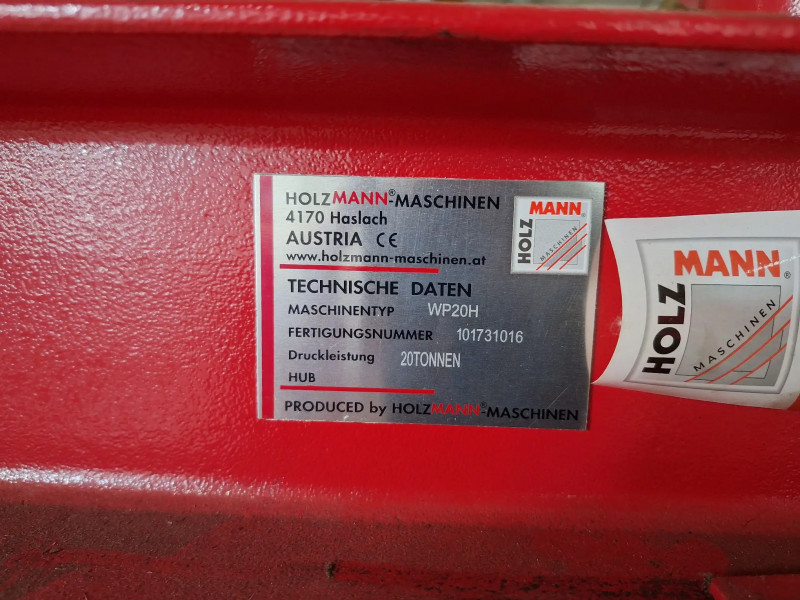 HOLZMANN®-MASCHINEN
4170 Haslach
AUSTRIA CE
www.holzmann-maschinen.at
TECHNISCHE DATEN
MASCHINENTYP WP20H
FERTIGUNGSNUMMER 101731016
Druckleistung 20TONNEN
HUB
PRODUCED by HOLZMANN®-MASCHINEN
HOLZ
MANN®
MASCHINEN
HOLZ
MANN®
MASCHINEN